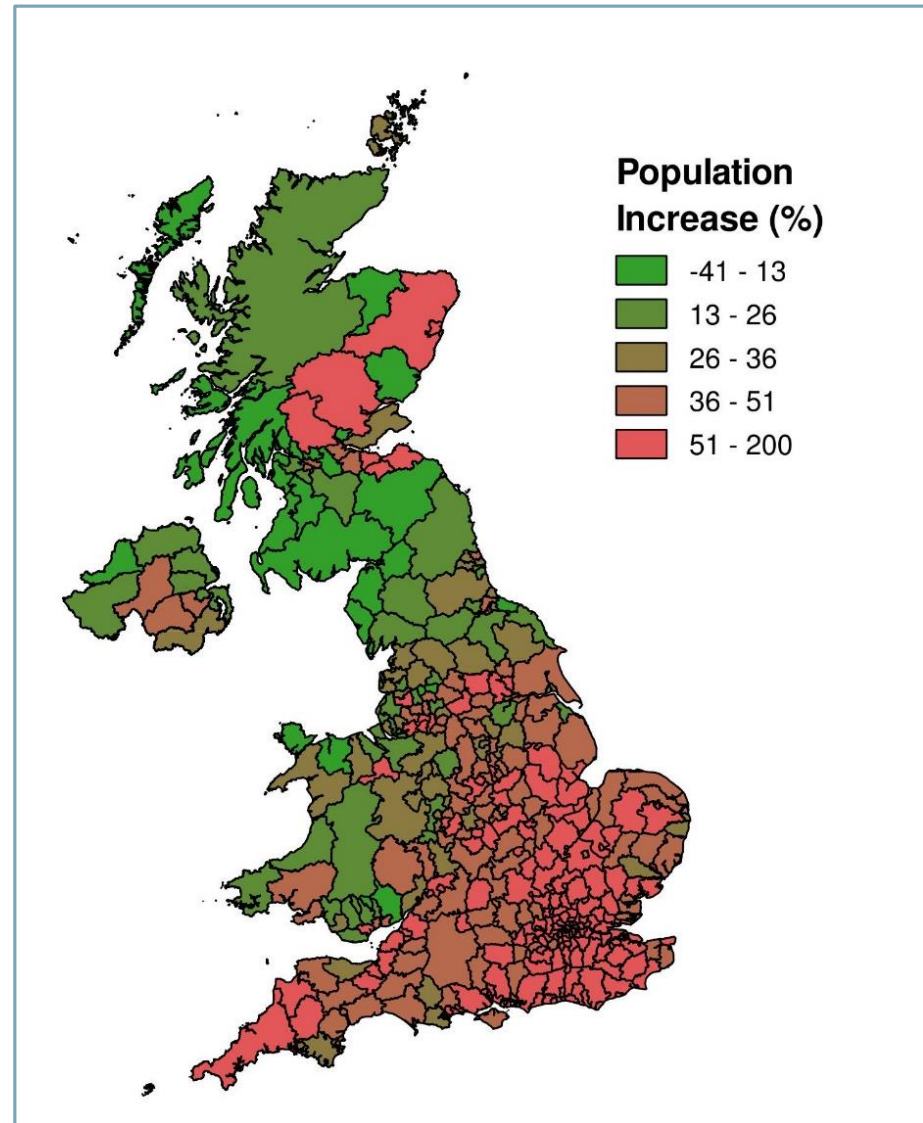 Population
Increase (%)
-41 - 13
13 - 26
26 - 36
36 - 51
51 - 200